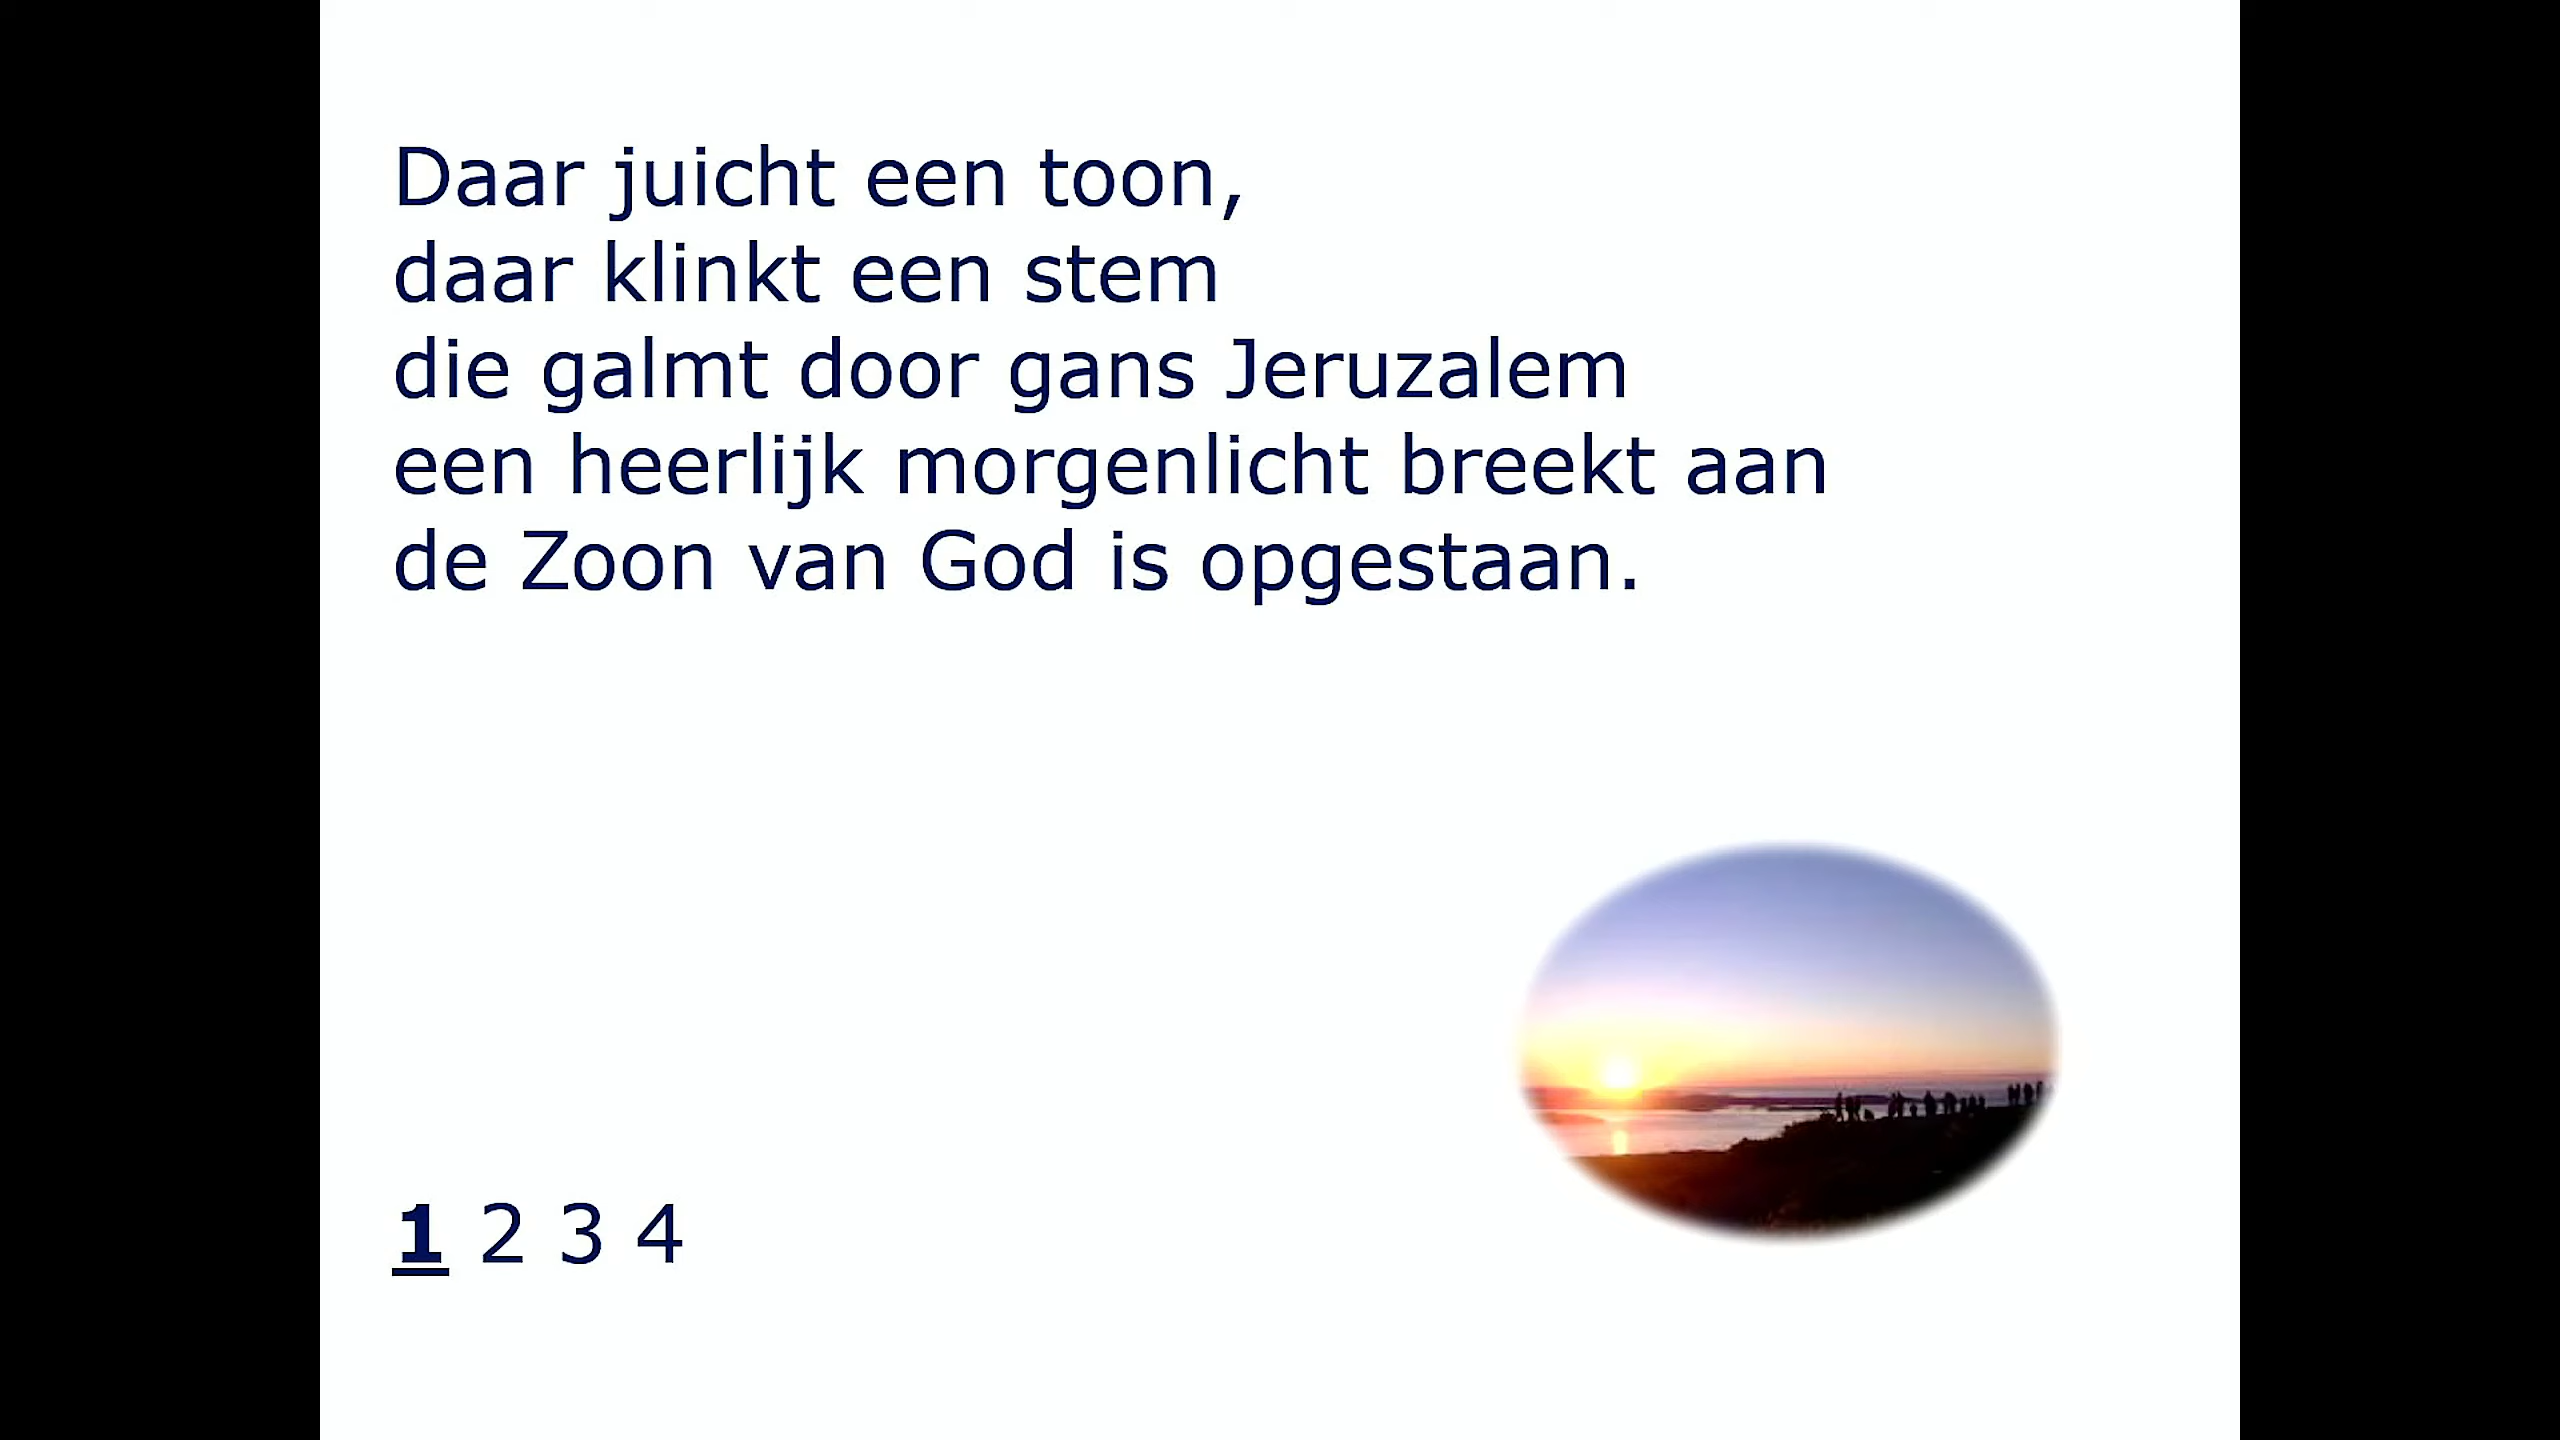 Daar juicht een toon,
daar klinkt een stem
die galmt door gans Jeruzalem
een heerlijk morgenlicht breekt aan
de Zoon van God is opgestaan.
1 2 3 4